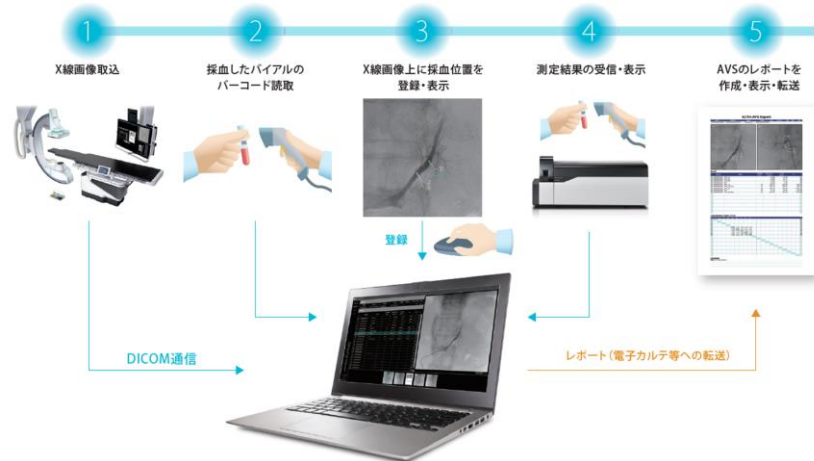 1
2
3
4
5
X線画像取込
採血したバイアルの
バーコード読取
X線画像上に採血位置を
登録・表示
測定結果の受信・表示
AVSのレポートを
作成・表示・転送
登録
DICOM通信
レポート(電子カルテ等への転送)